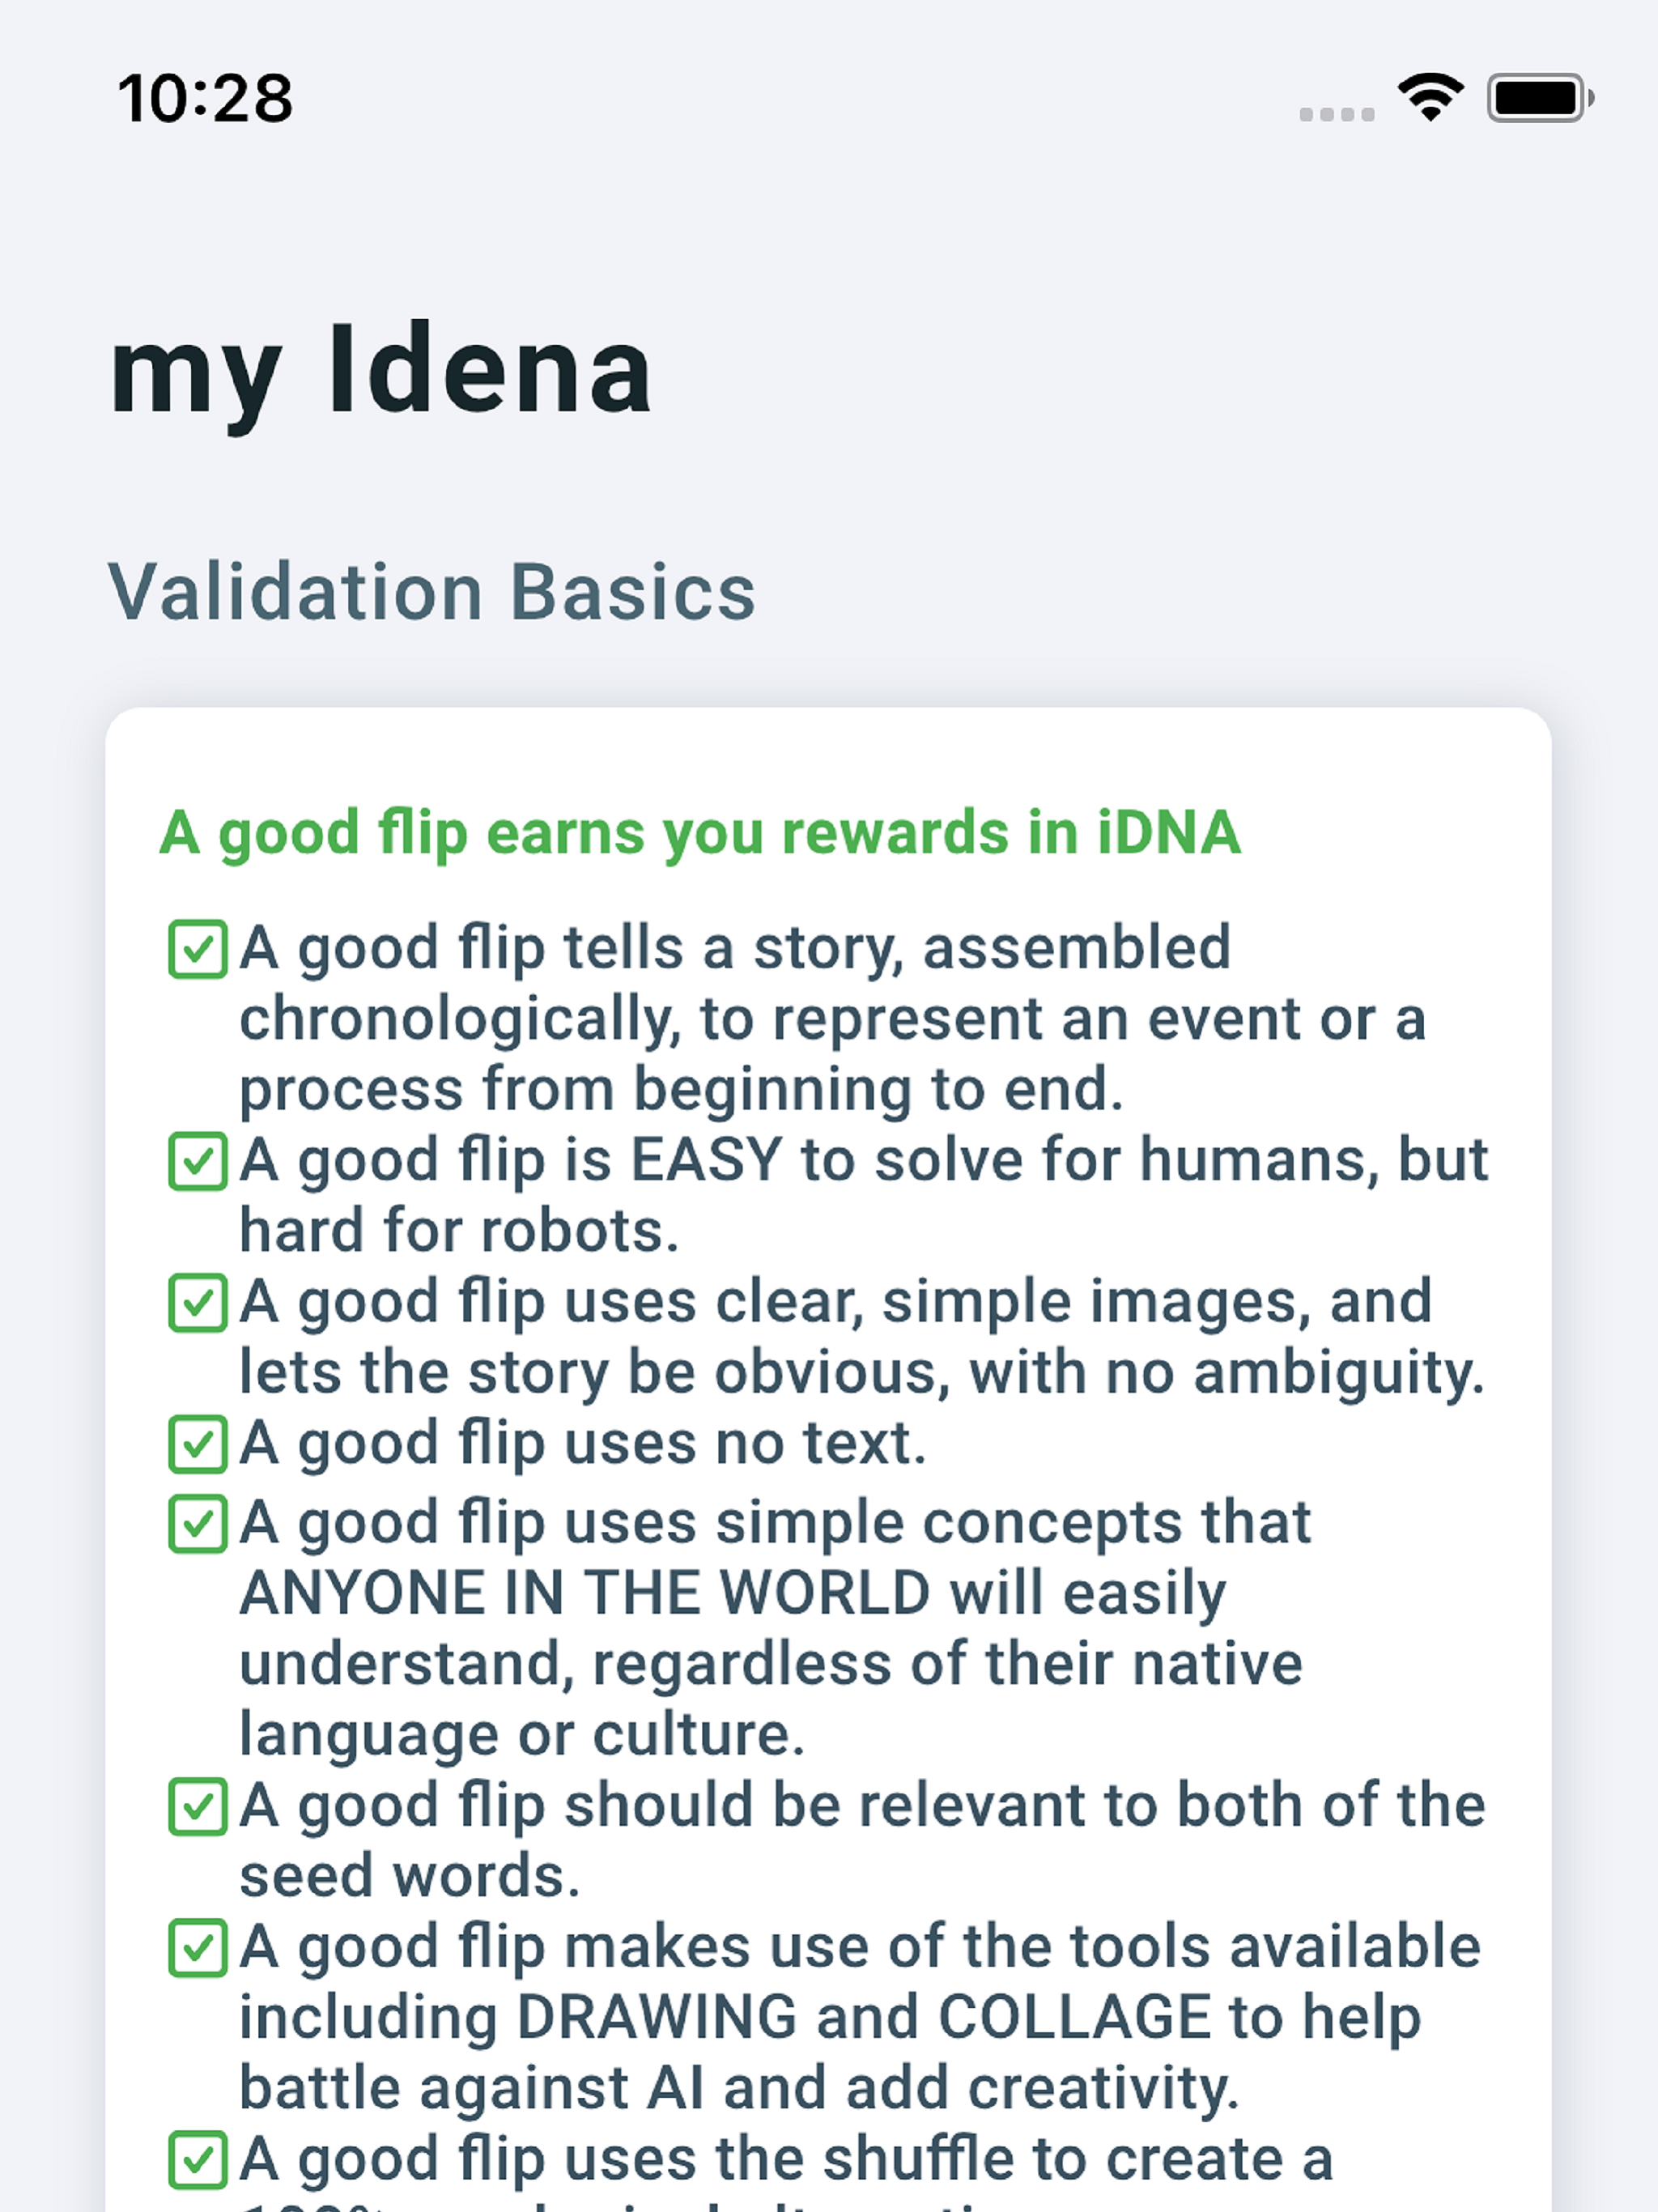 10:28
my Idena
Validation Basics
A good flip earns you rewards in iDNA
A good flip tells a story, assembled
chronologically, to represent an event or a
process from beginning to end.
A good flip is EASY to solve for humans, but
hard for robots.
A good flip uses clear, simple images, and
lets the story be obvious, with no ambiguity.
A good flip uses no text.
A good flip uses simple concepts that
ANYONE IN THE WORLD will easily
understand, regardless of their native
language or culture.
A good flip should be relevant to both of the
seed words.
A good flip makes use of the tools available
including DRAWING and COLLAGE to help
battle against AI and add creativity.
A good flip uses the shuffle to create a